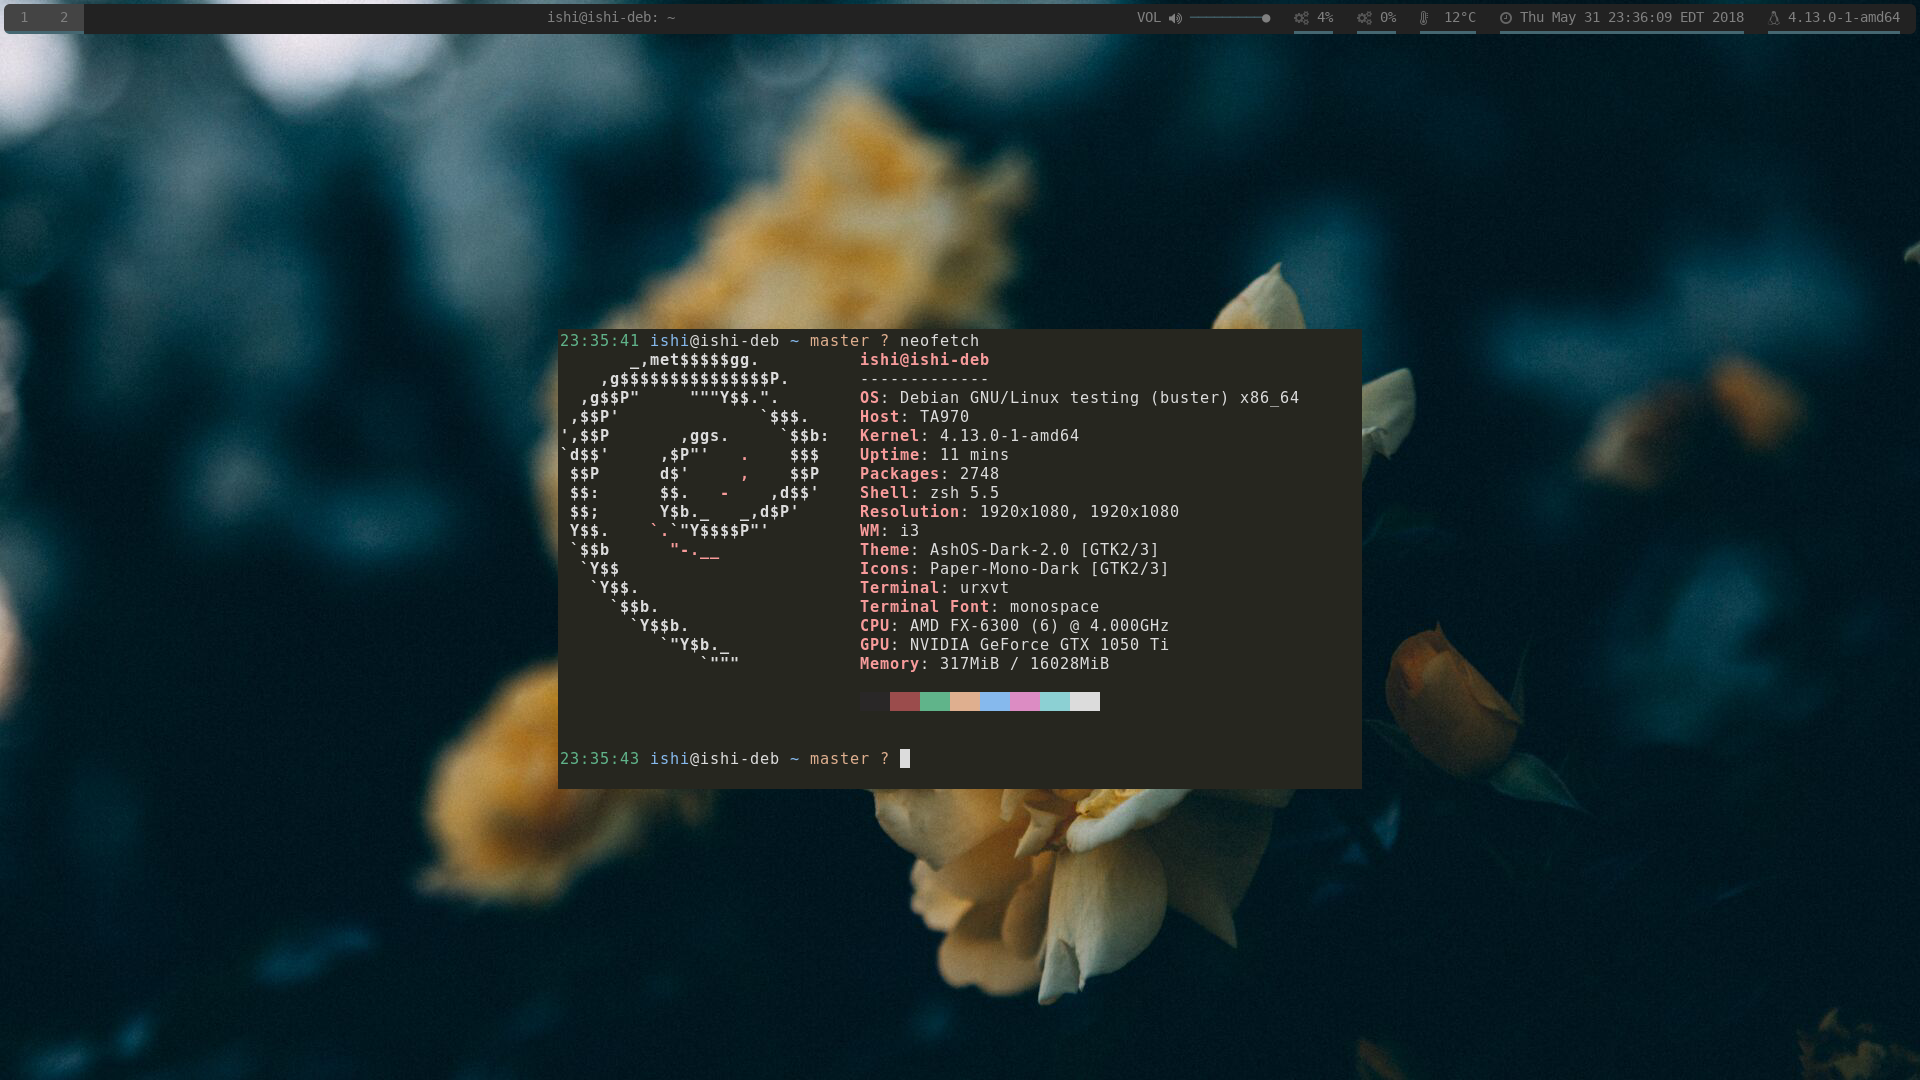 1 2 ishi@ishi-deb: ~ VOL 4% 0% 12°C Thu May 31 23:36:09 EDT 2018 4.13.0-1-amd64
23:35:41 ishi@ishi-deb ~ master ? neofetch
       _,met$$$$$gg.          ishi@ishi-deb
    ,g$$$$$$$$$$$$$$$P.       -------------
  ,g$$P"     """Y$$.".        OS: Debian GNU/Linux testing (buster) x86_64
 ,$$P'              `$$$.     Host: TA970
',$$P       ,ggs.     `$$b:   Kernel: 4.13.0-1-amd64
`d$$'     ,$P"'   .    $$$    Uptime: 11 mins
 $$P      d$'     ,    $$P    Packages: 2748
 $$:      $$.   -    ,d$$'    Shell: zsh 5.5
 $$;      Y$b._   _,d$P'      Resolution: 1920x1080, 1920x1080
 Y$$.    `.`"Y$$$$P"'         WM: i3
 `$$b      "-.__              Theme: AshOS-Dark-2.0 [GTK2/3]
  `Y$$                        Icons: Paper-Mono-Dark [GTK2/3]
   `Y$$.                      Terminal: urxvt
     `$$b.                    Terminal Font: monospace
       `Y$$b.                 CPU: AMD FX-6300 (6) @ 4.000GHz
          `"Y$b._             GPU: NVIDIA GeForce GTX 1050 Ti
              `"""            Memory: 317MiB / 16028MiB
23:35:43 ishi@ishi-deb ~ master ?